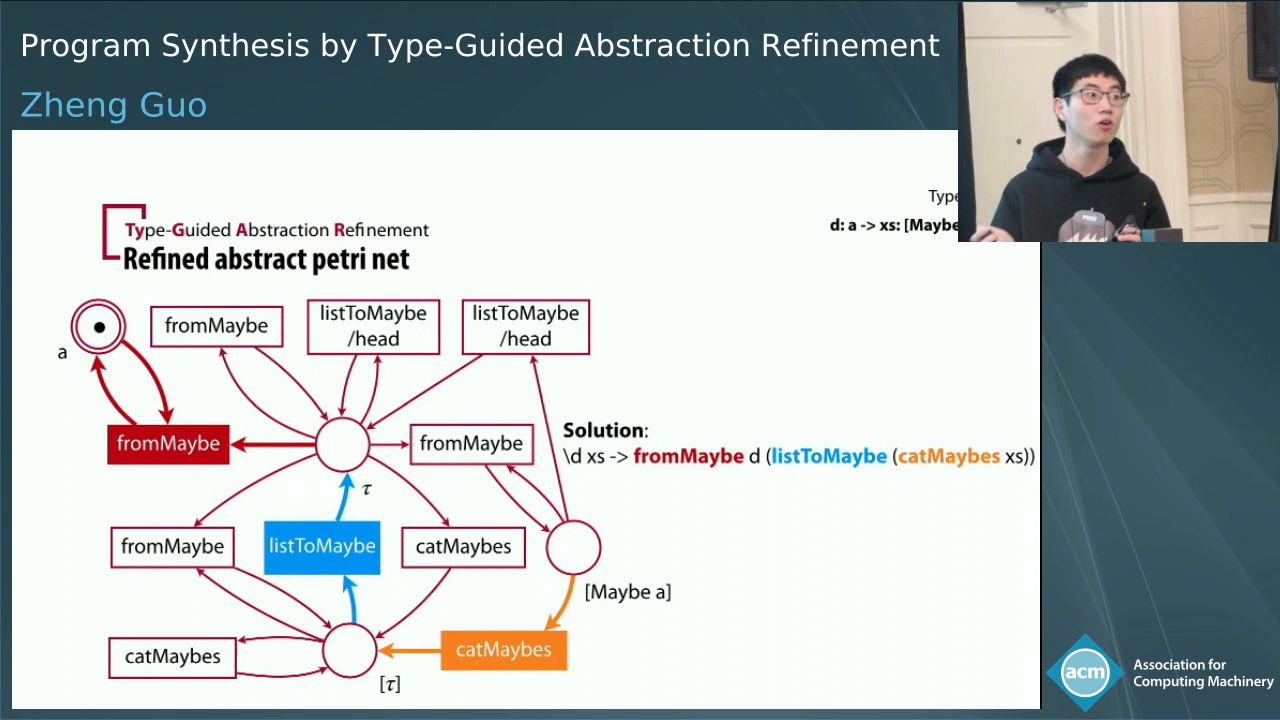 Program Synthesis by Type-Guided Abstraction Refinement
Zheng Guo
Type-Guided Abstraction Refinement
Refined abstract petri net
Type
d: a -> xs: [Maybe
a
fromMaybe
listToMaybe
/head
listToMaybe
/head
fromMaybe
fromMaybe
Solution:
\d xs -> fromMaybe d (listToMaybe (catMaybes xs))
τ
fromMaybe
listToMaybe
catMaybes
[Maybe a]
catMaybes
catMaybes
[τ]
acm
Association for
Computing Machinery